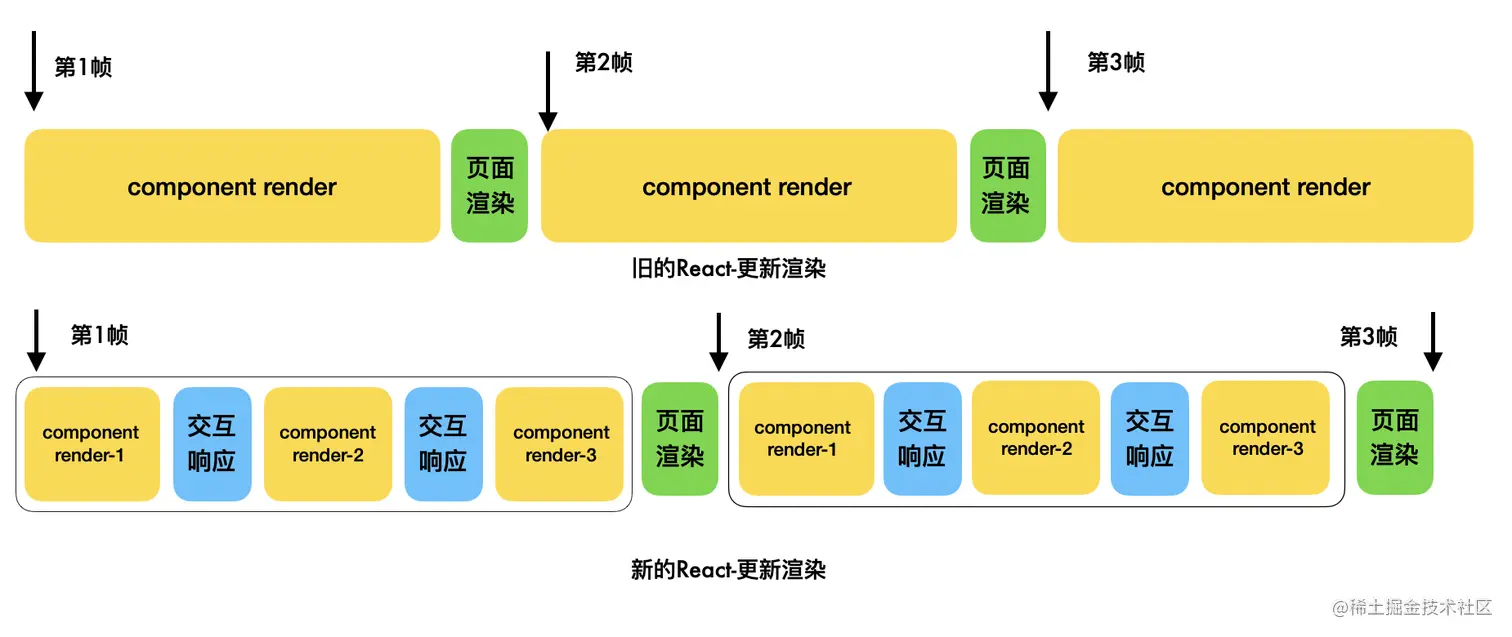 第1帧
第2帧
第3帧
component render
页面
渲染
component render
页面
渲染
component render
旧的React-更新渲染
第1帧
第2帧
第3帧
component
render-1
交互
响应
component
render-2
交互
响应
component
render-3
页面
渲染
component
render-1
交互
响应
component
render-2
交互
响应
component
render-3
页面
渲染
新的React-更新渲染
@稀土掘金技术社区